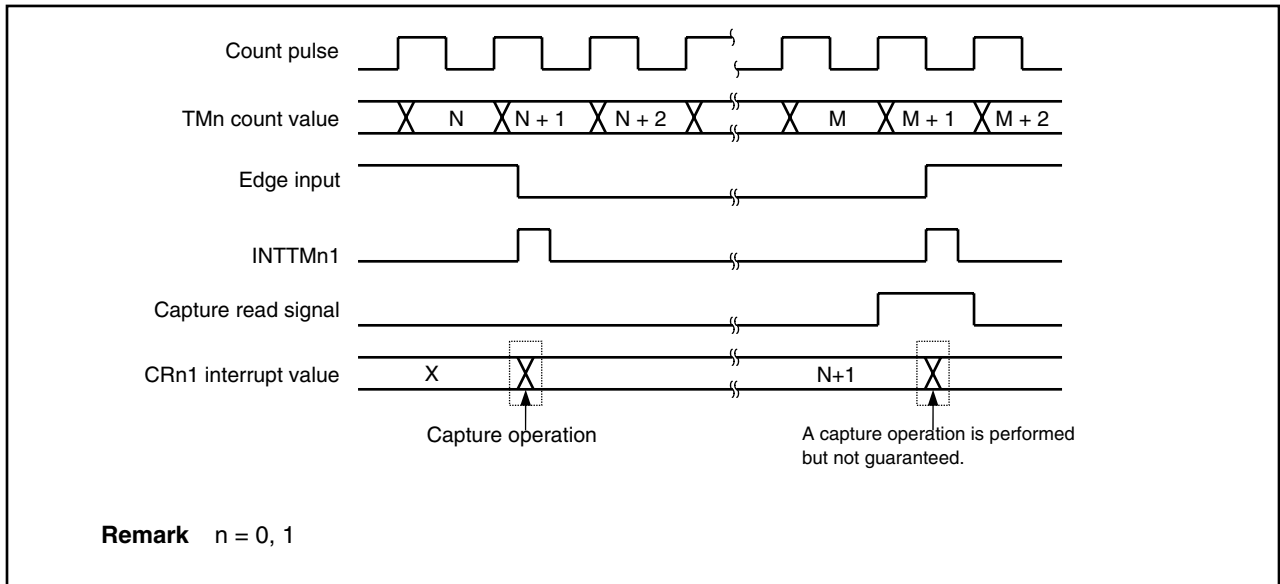 Count pulse
TMn count value
N
N + 1
N + 2
M
M + 1
M + 2
Edge input
INTTMn1
Capture read signal
CRn1 interrupt value
X
N+1
Capture operation
A capture operation is performed
but not guaranteed.
Remark n = 0, 1